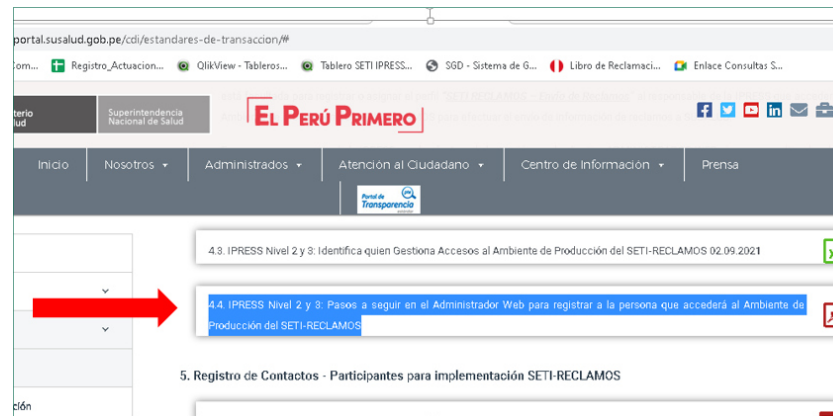 portal.susalud.gob.pe/cdi/estandares-de-transaccion/#
Com... Registro_Actuacion... QlikView - Tableros... Tablero SETI IPRESS... SGD - Sistema de G... Libro de Reclamaci... Enlace Consultas S...
Superintendencia
Nacional de Salud
EL PERÚ PRIMERO
Inicio Nosotros Administrados Atención al Ciudadano Centro de Información Prensa
Portal de
Transparencia
4.3. IPRESS Nivel 2 y 3: Identifica quien Gestiona Accesos al Ambiente de Producción del SETI-RECLAMOS 02.09.2021
4.4. IPRESS Nivel 2 y 3: Pasos a seguir en el Administrador Web para registrar a la persona que accederá al Ambiente de
Producción del SETI-RECLAMOS
5. Registro de Contactos - Participantes para implementación SETI-RECLAMOS
ción